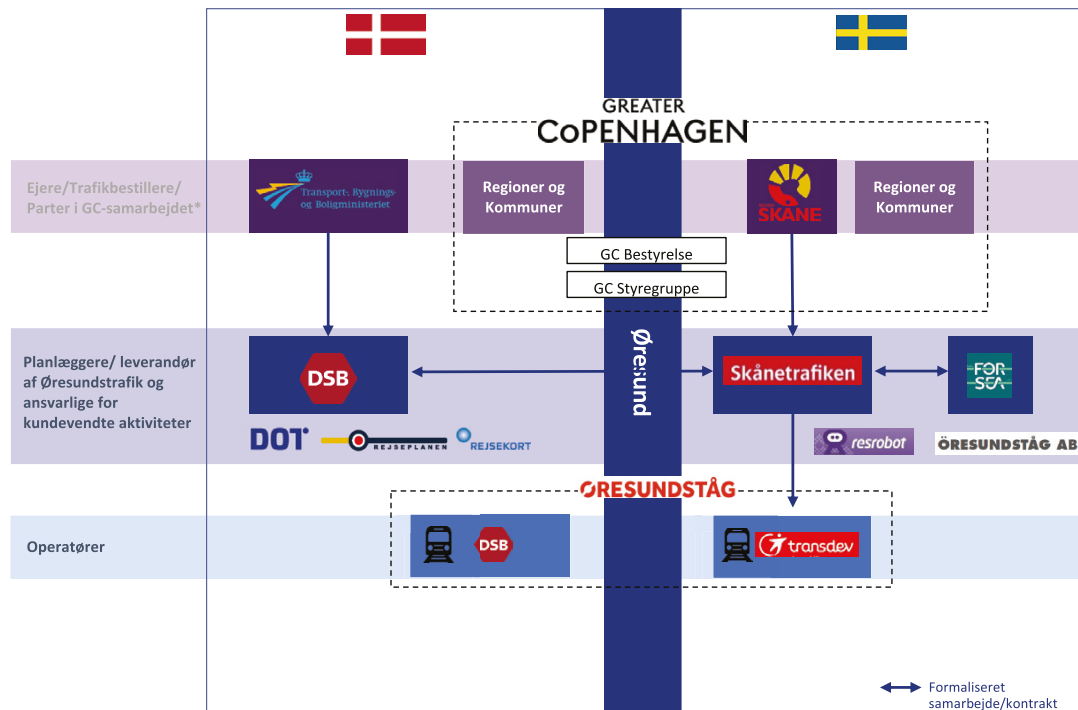 GREATER
CoPENHAGEN
Ejere/Trafikbestillere/
Parter i GC-samarbejdet*
Transport-, Bygnings-
og Boligministeriet
Regioner og
Kommuner
REGION
SKÅNE
Regioner og
Kommuner
GC Bestyrelse
GC Styregruppe
Øresund
Planlæggere/ leverandør
af Øresundstrafik og
ansvarlige for
kundevendte aktiviteter
DSB
Skånetrafiken
FOR
SEA
DOT
REJSEPLANEN
REJSEKORT
resrobot
ÖRESUNDSTÅG AB
ORESUNDSTÅG
Operatører
DSB
transdev
Formaliseret
samarbejde/kontrakt